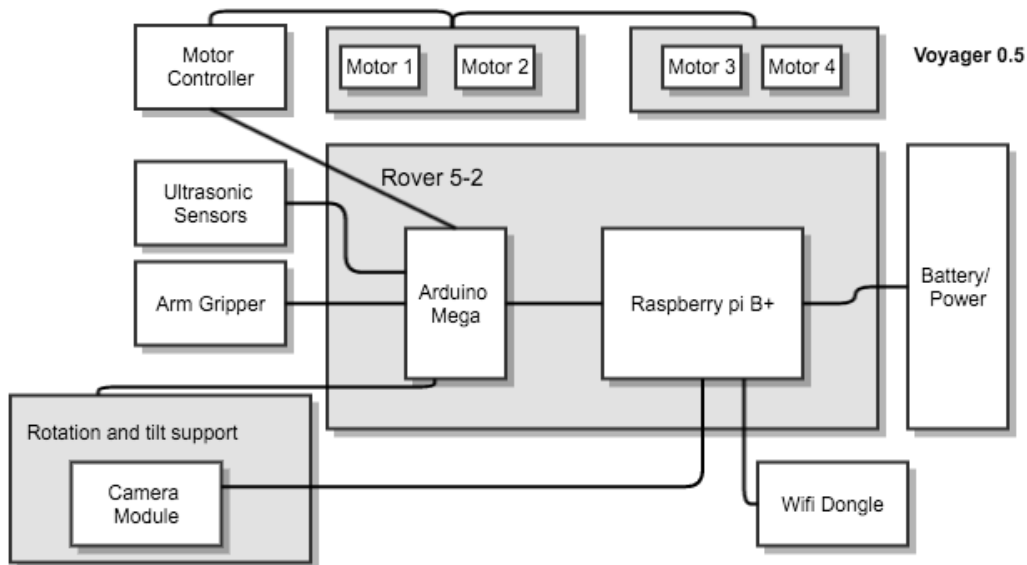 Motor
Controller
Motor 1
Motor 2
Motor 3
Motor 4
Voyager 0.5
Rover 5-2
Ultrasonic
Sensors
Arm Gripper
Arduino
Mega
Raspberry pi B+
Battery/
Power
Rotation and tilt support
Camera
Module
Wifi Dongle